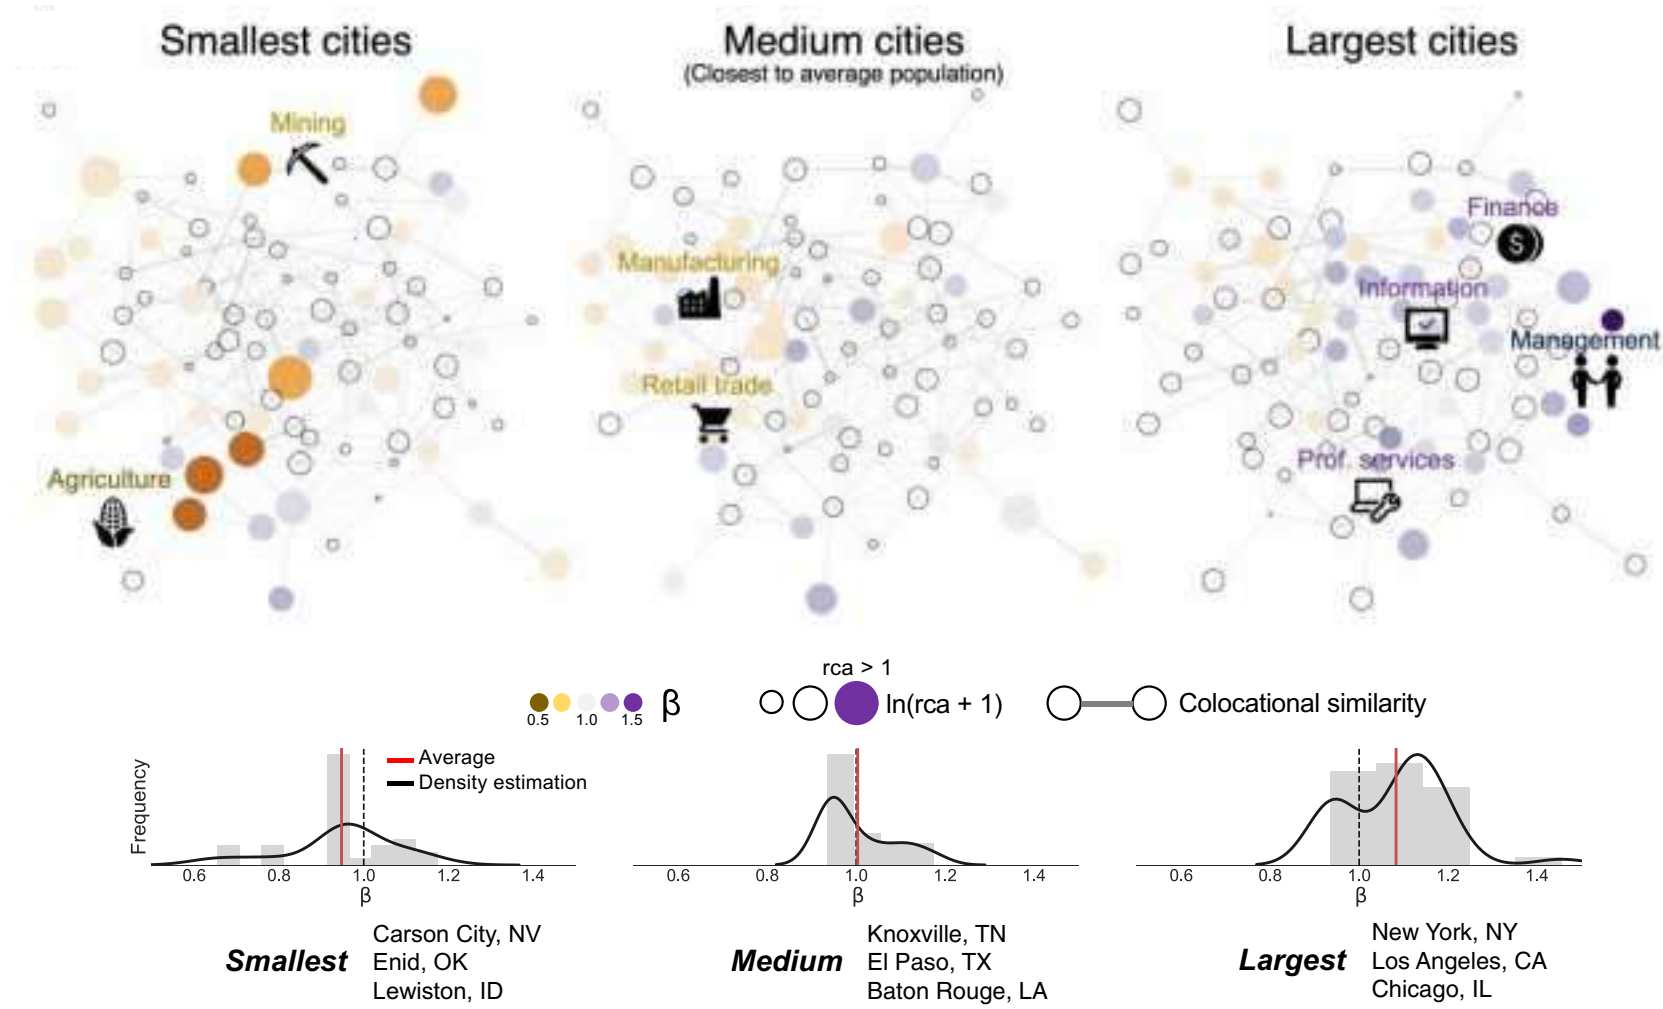 Smallest cities
Medium cities
(Closest to average population)
Largest cities
Mining
Agriculture
Manufacturing
Retail trade
Finance
$
Information
Management
Prof. services
rca > 1
0.5 1.0 1.5 β
ln(rca + 1)
Colocational similarity
Frequency
Average
Density estimation
0.6 0.8 1.0 1.2 1.4
β
0.6 0.8 1.0 1.2 1.4
β
0.6 0.8 1.0 1.2 1.4
β
Smallest
Carson City, NV
Enid, OK
Lewiston, ID
Medium
Knoxville, TN
El Paso, TX
Baton Rouge, LA
Largest
New York, NY
Los Angeles, CA
Chicago, IL